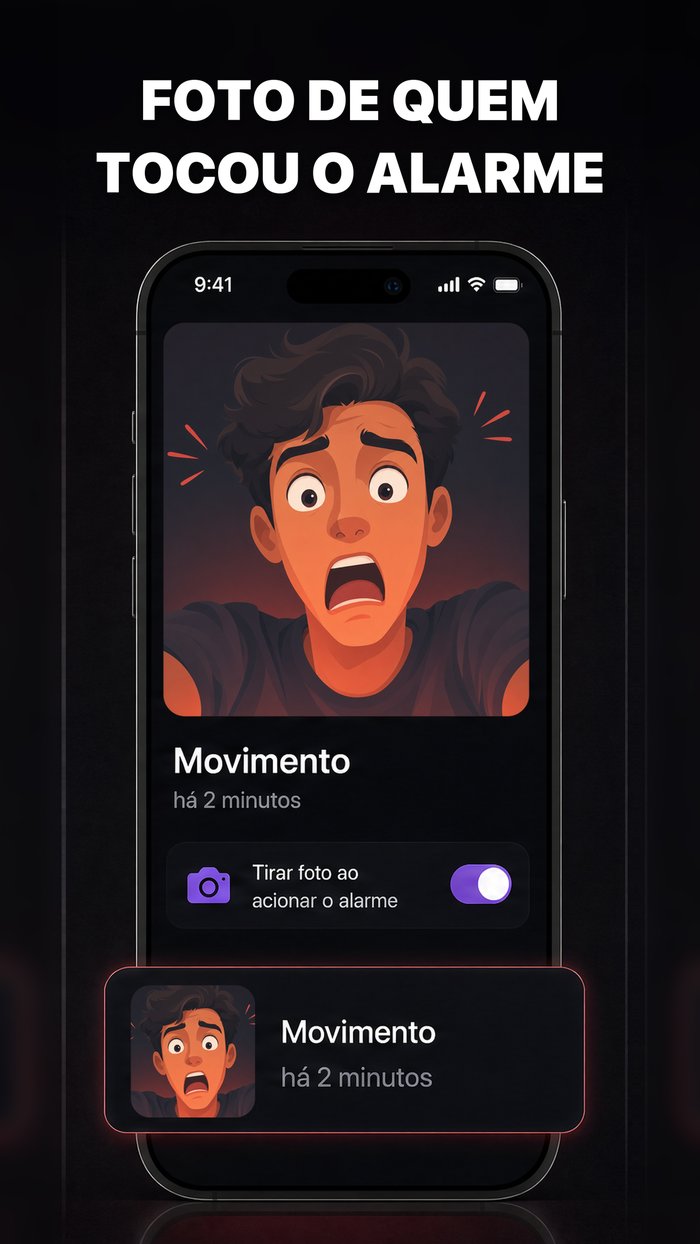 FOTO DE QUEM
TOCOU O ALARME
9:41
Movimento
há 2 minutos
Tirar foto ao
acionar o alarme
Movimento
há 2 minutos